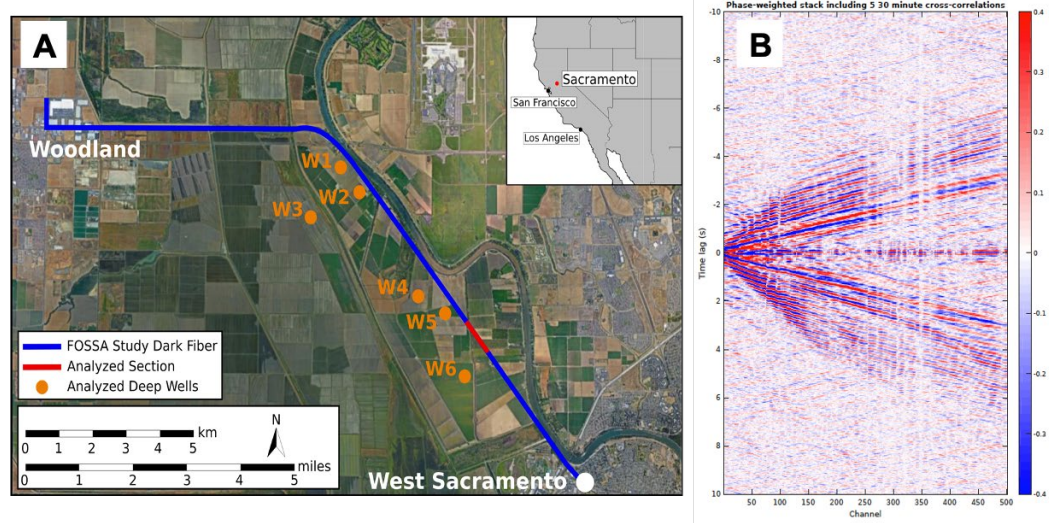 A
Sacramento
San Francisco
Los Angeles
Woodland
W1
W2
W3
W4
W5
W6
FOSSA Study Dark Fiber
Analyzed Section
Analyzed Deep Wells
N
km
0 1 2 3 4 5
miles
0 1 2 3 4 5
West Sacramento
Phase-weighted stack including 5 30 minute cross-correlations
B
Time lag (s)
-10
-8
-6
-4
-2
0
2
4
6
8
10
50 100 150 200 250 300 350 400 450 500
Channel
0.4
0.3
0.2
0.1
0
-0.1
-0.2
-0.3
-0.4